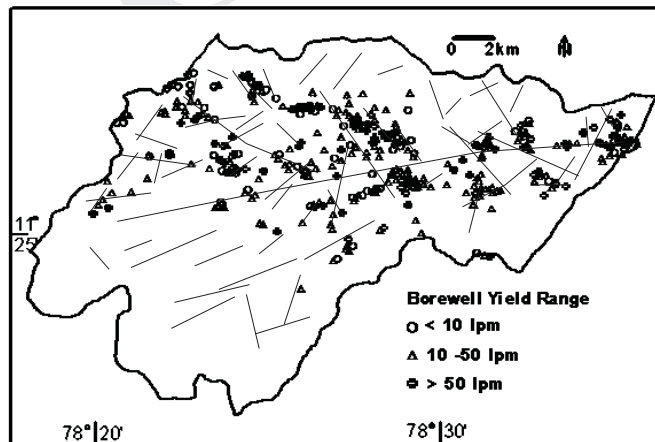 0 2km N
11°
25'
Borewell Yield Range
< 10 lpm
10 -50 lpm
> 50 lpm
78° 20' 78° 30'